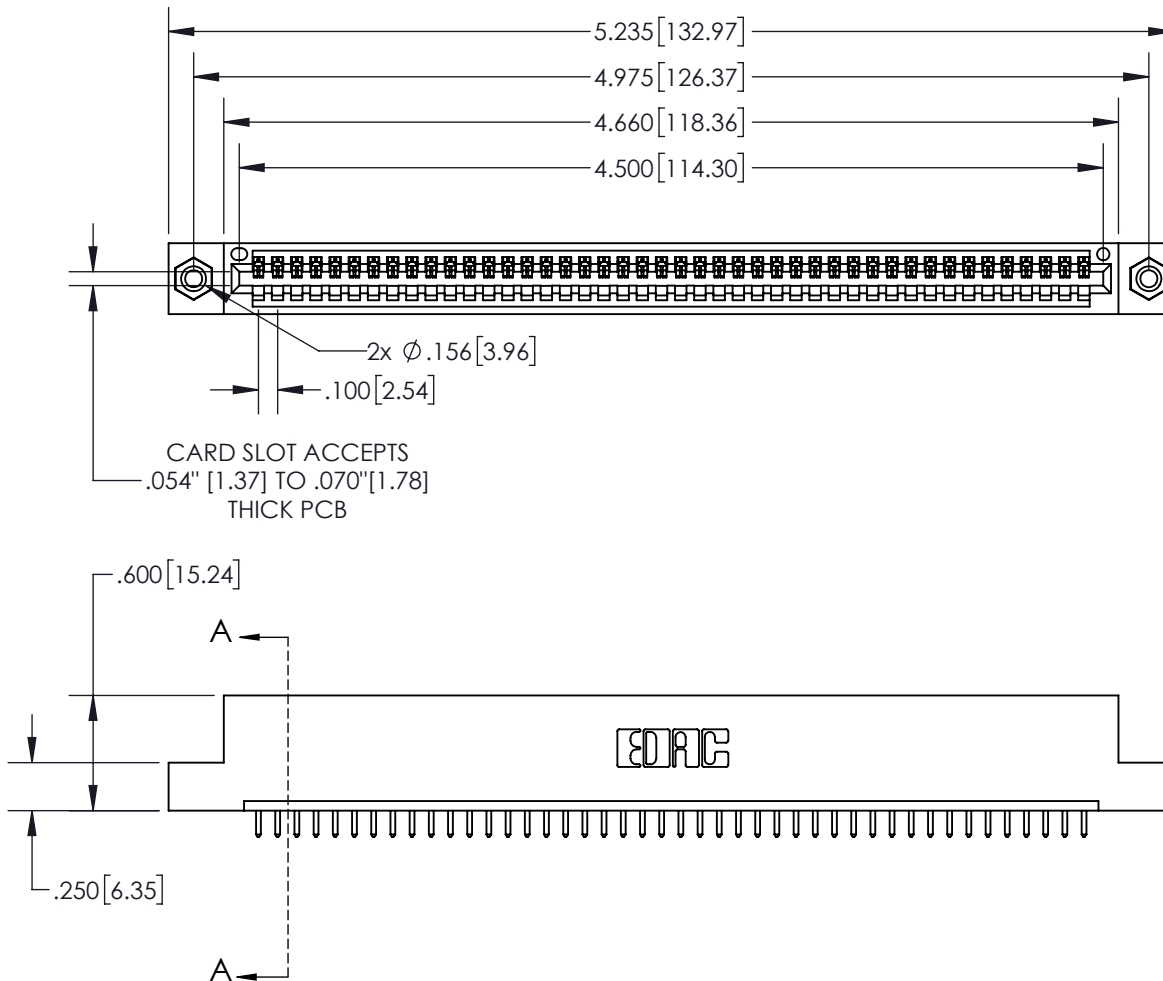 5.235[132.97]
4.975[126.37]
4.660[118.36]
4.500[114.30]
2x Ø.156[3.96]
.100[2.54]
CARD SLOT ACCEPTS
.054" [1.37] TO .070"[1.78]
THICK PCB
.600[15.24]
A
EDAC
.250[6.35]
A